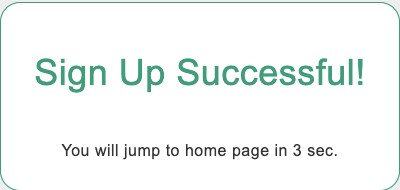 Sign Up Successful!
You will jump to home page in 3 sec.